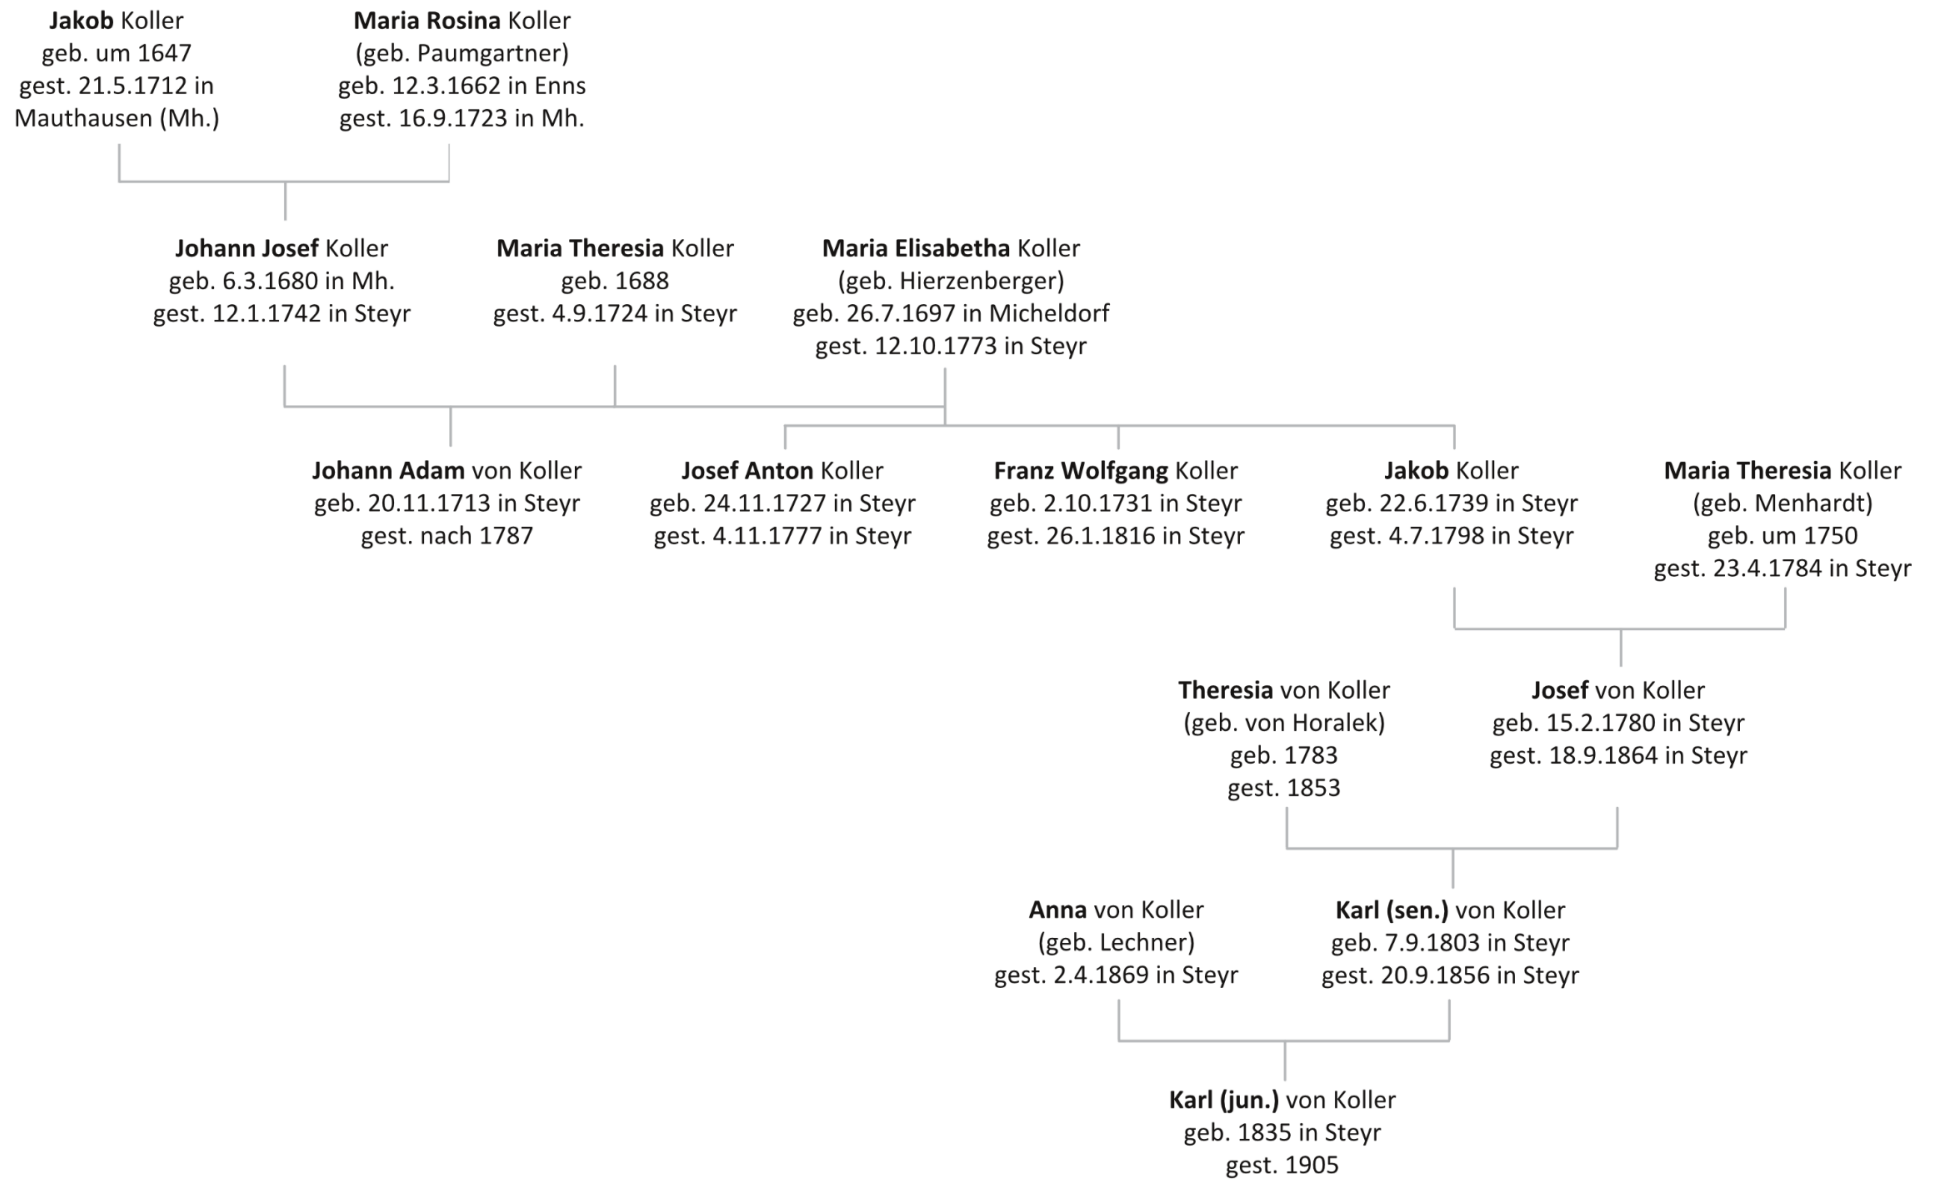 Jakob Koller
geb. um 1647
gest. 21.5.1712 in
Mauthausen (Mh.)
Maria Rosina Koller
(geb. Paumgartner)
geb. 12.3.1662 in Enns
gest. 16.9.1723 in Mh.
Johann Josef Koller
geb. 6.3.1680 in Mh.
gest. 12.1.1742 in Steyr
Maria Theresia Koller
geb. 1688
gest. 4.9.1724 in Steyr
Maria Elisabetha Koller
(geb. Hierzenberger)
geb. 26.7.1697 in Micheldorf
gest. 12.10.1773 in Steyr
Johann Adam von Koller
geb. 20.11.1713 in Steyr
gest. nach 1787
Josef Anton Koller
geb. 24.11.1727 in Steyr
gest. 4.11.1777 in Steyr
Franz Wolfgang Koller
geb. 2.10.1731 in Steyr
gest. 26.1.1816 in Steyr
Jakob Koller
geb. 22.6.1739 in Steyr
gest. 4.7.1798 in Steyr
Maria Theresia Koller
(geb. Menhardt)
geb. um 1750
gest. 23.4.1784 in Steyr
Theresia von Koller
(geb. von Horalek)
geb. 1783
gest. 1853
Josef von Koller
geb. 15.2.1780 in Steyr
gest. 18.9.1864 in Steyr
Anna von Koller
(geb. Lechner)
gest. 2.4.1869 in Steyr
Karl (sen.) von Koller
geb. 7.9.1803 in Steyr
gest. 20.9.1856 in Steyr
Karl (jun.) von Koller
geb. 1835 in Steyr
gest. 1905